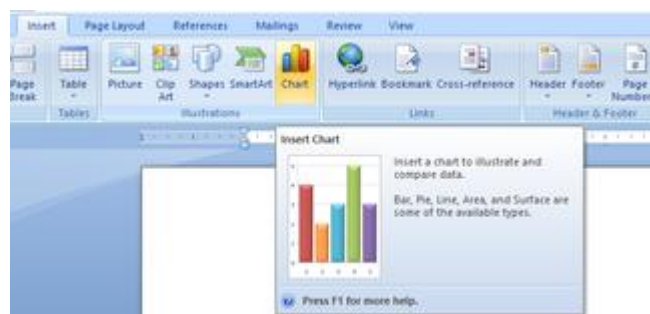 Insert Page Layout References Mailings Review View
Page Break Table Picture Clip Art Shapes SmartArt Chart Hyperlink Bookmark Cross-reference Header Footer Page Number
Tables Illustrations Links Header & Footer
Insert Chart
Insert a chart to illustrate and
compare data.
Bar, Pie, Line, Area, and Surface are
some of the available types.
Press F1 for more help.